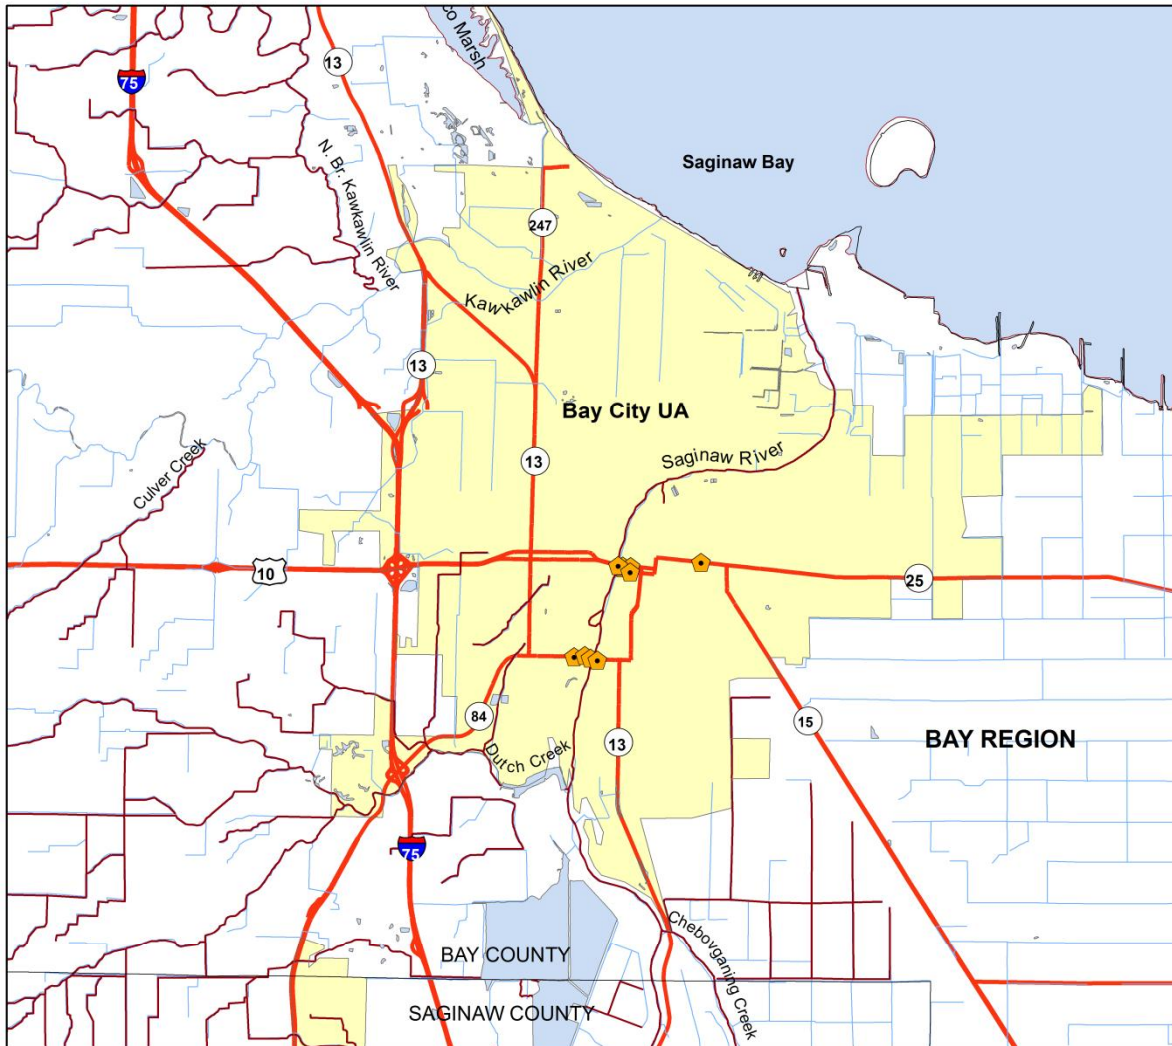 co Marsh
13
75
Saginaw Bay
N. Br. Kawkawlin River
247
Kawkawlin River
13
Bay City UA
13
Saginaw River
Culver Creek
10
25
84
13
15
Dutch Creek
BAY REGION
75
Chebovganing Creek
BAY COUNTY
SAGINAW COUNTY